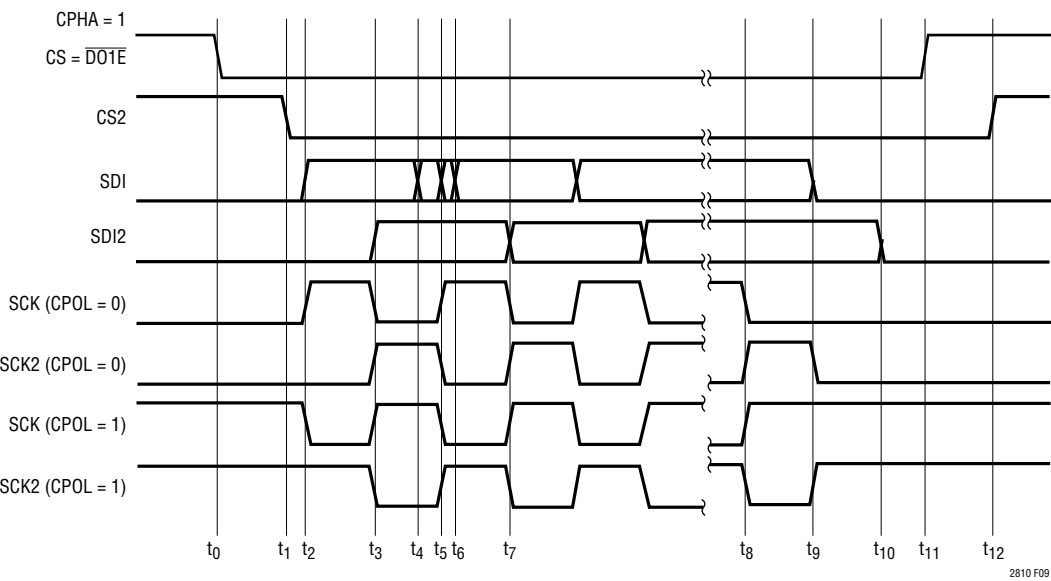 CPHA = 1
CS = D̅O̅1̅E̅
CS2
SDI
SDI2
SCK (CPOL = 0)
SCK2 (CPOL = 0)
SCK (CPOL = 1)
SCK2 (CPOL = 1)
t0 t1 t2 t3 t4 t5 t6 t7 t8 t9 t10 t11 t12
2810 F09